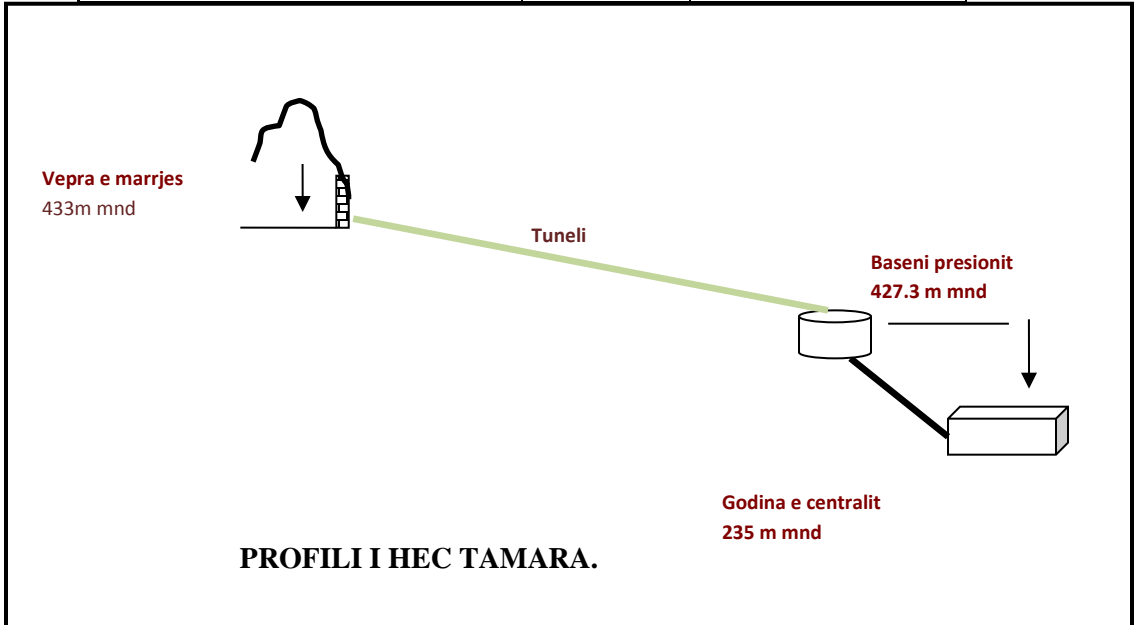 Vepra e marrjes
433m mnd
Tuneli
Baseni presionit
427.3 m mnd
Godina e centralit
235 m mnd
PROFILI I HEC TAMARA.